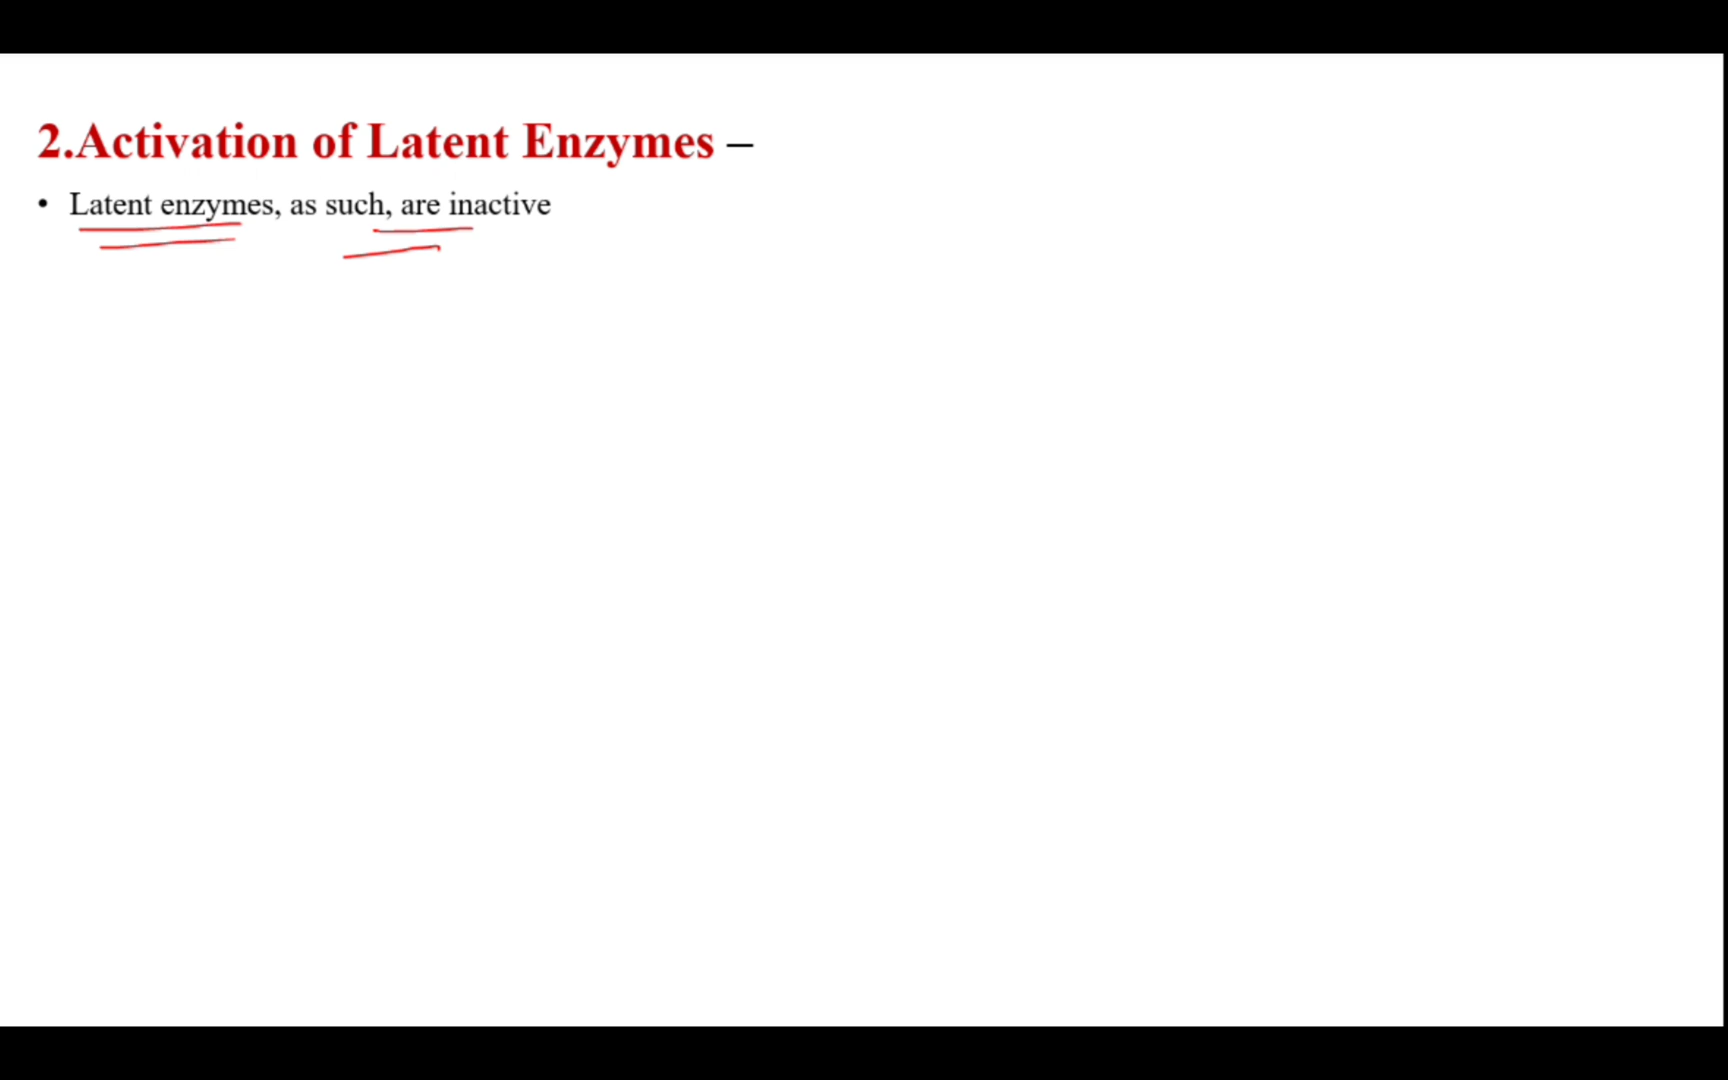 2.Activation of Latent Enzymes –
• Latent enzymes, as such, are inactive